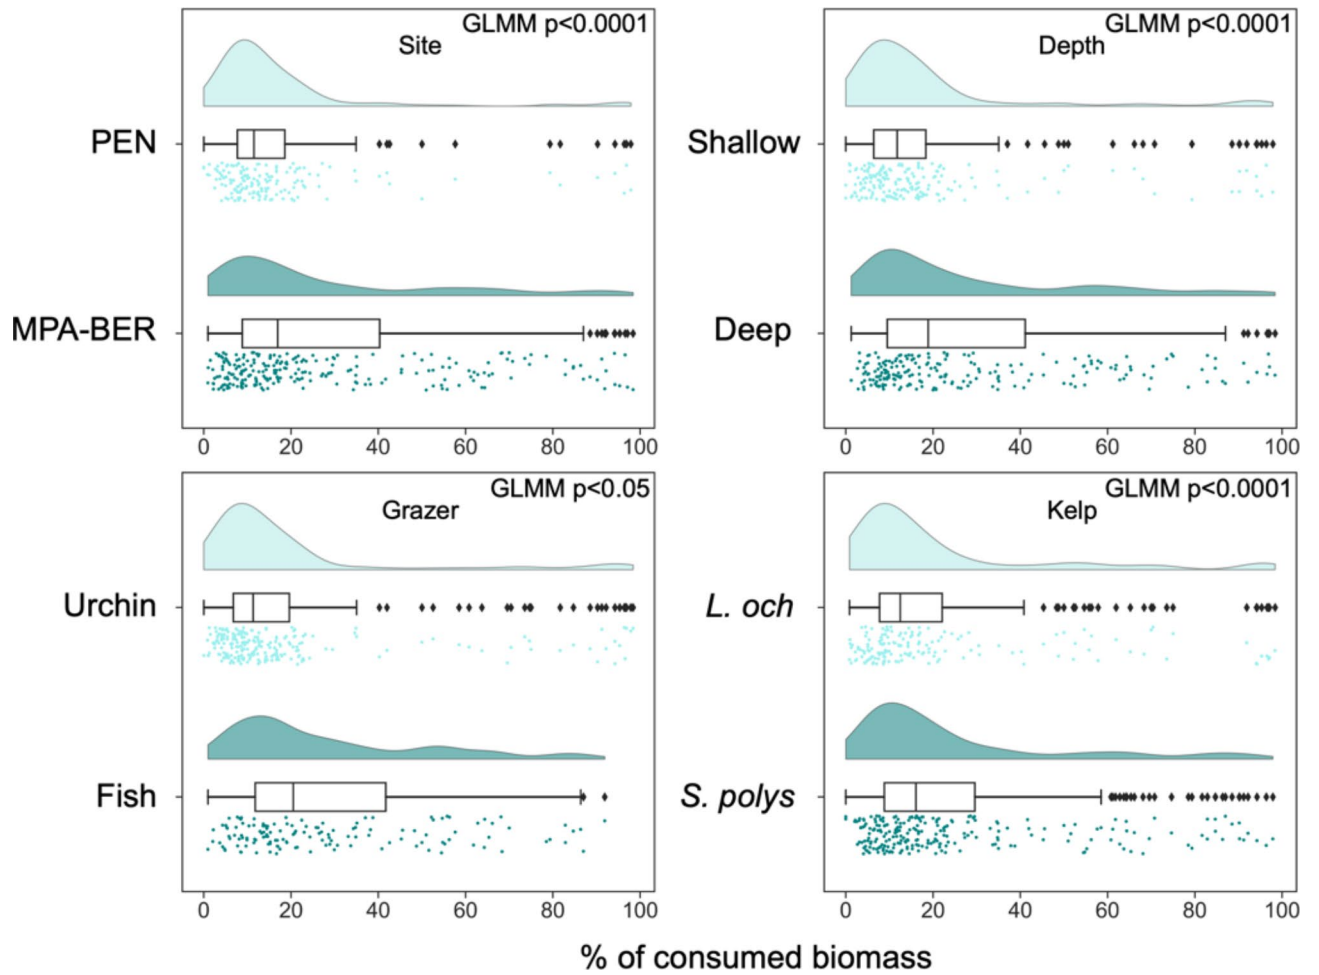 GLMM p<0.0001
Site
PEN
MPA-BER
0 20 40 60 80 100
GLMM p<0.0001
Depth
Shallow
Deep
0 20 40 60 80 100
GLMM p<0.05
Grazer
Urchin
Fish
0 20 40 60 80 100
GLMM p<0.0001
Kelp
L. och
S. polys
0 20 40 60 80 100
% of consumed biomass